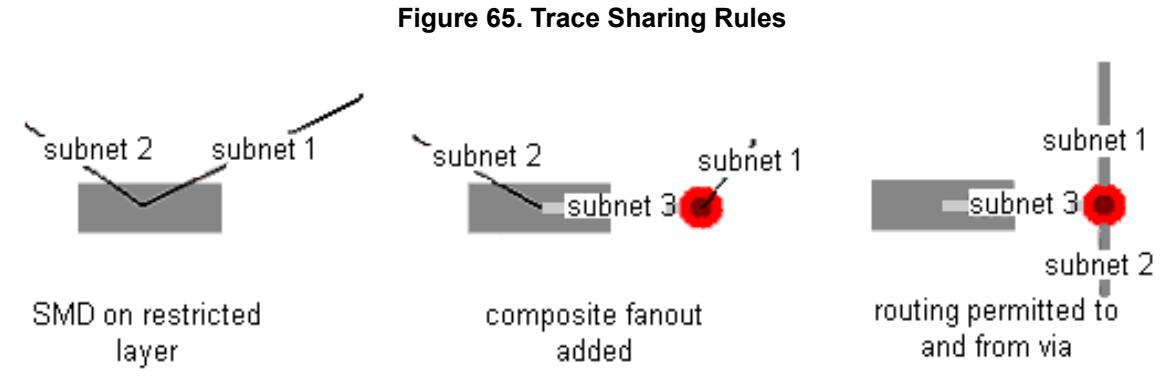 Figure 65. Trace Sharing Rules
subnet 2
subnet 1
SMD on restricted
layer
subnet 2
subnet 1
subnet 3
composite fanout
added
subnet 1
subnet 3
subnet 2
routing permitted to
and from via